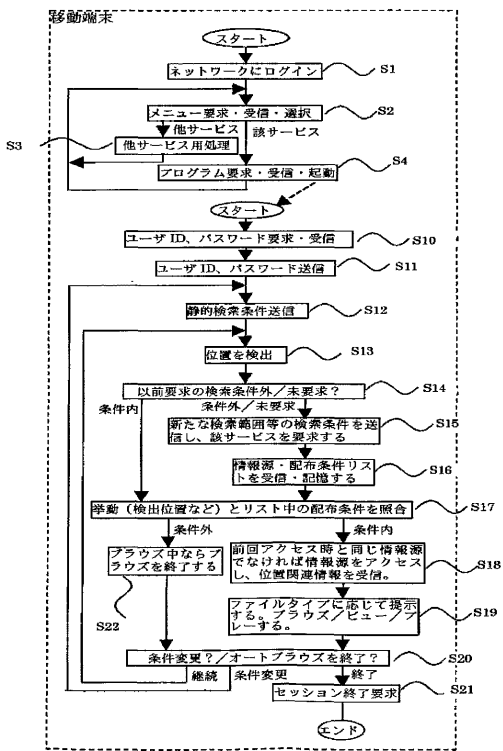 移動端末
スタート
ネットワークにログイン
S1
メニュー要求・受信・選択
S2
他サービス
該サービス
S3
他サービス用処理
プログラム要求・受信・起動
S4
スタート
ユーザID、パスワード要求・受信
S10
ユーザID、パスワード送信
S11
静的検索条件送信
S12
位置を検出
S13
以前要求の検索条件外/未要求?
S14
条件内
条件外/未要求
新たな検索範囲等の検索条件を送
信し、該サービスを要求する
S15
情報源・配布条件リス
トを受信・記憶する
S16
挙動(検出位置など)とリスト中の配布条件を照合
S17
条件外
条件内
ブラウズ中ならブ
ラウズを終了する
前回アクセス時と同じ情報源
でなければ情報源をアクセス
し、位置関連情報を受信。
S18
ファイルタイプに応じて提示
する。ブラウズ/ビュー/プ
レーする。
S19
S22
条件変更?/オートブラウズを終了?
S20
継続
条件変更
終了
セッション終了要求
S21
エンド